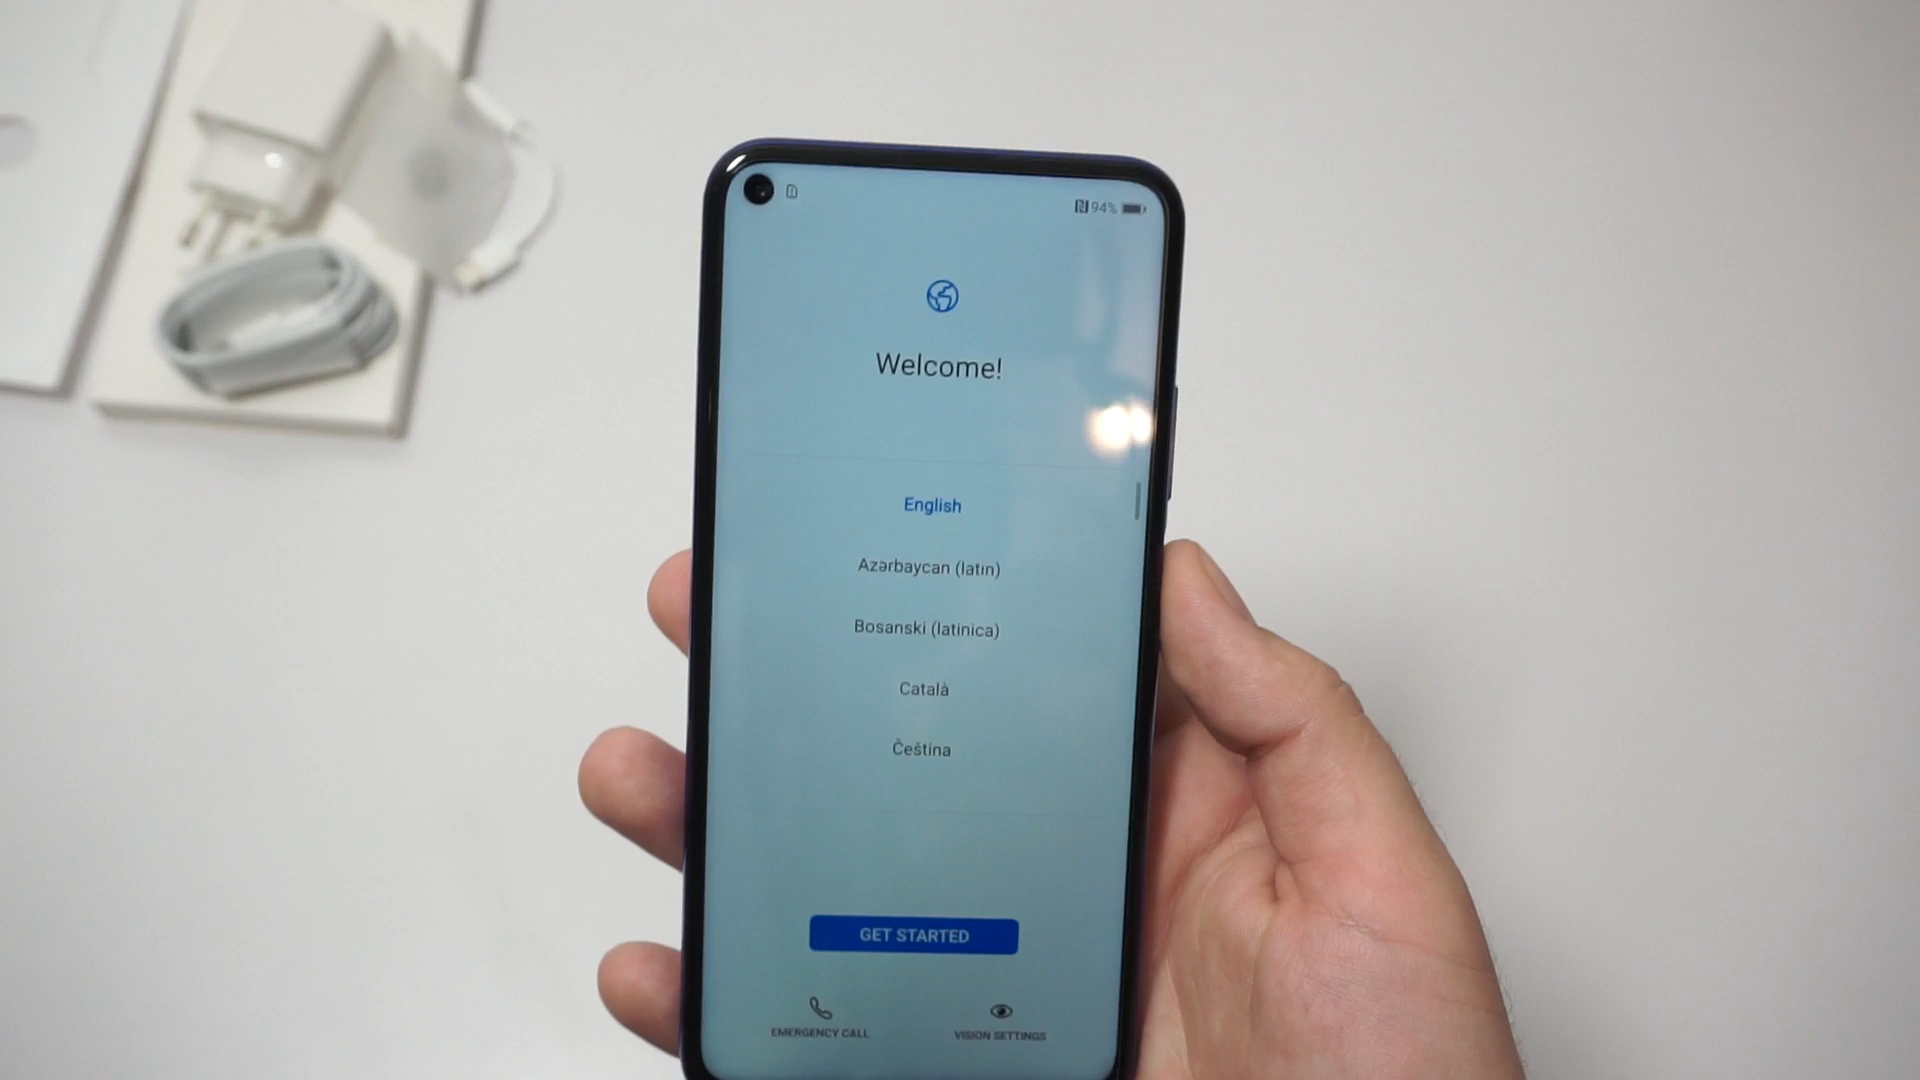 94%
Welcome!
English
Azərbaycan (latın)
Bosanski (latinica)
Català
Čeština
GET STARTED
EMERGENCY CALL
VISION SETTINGS